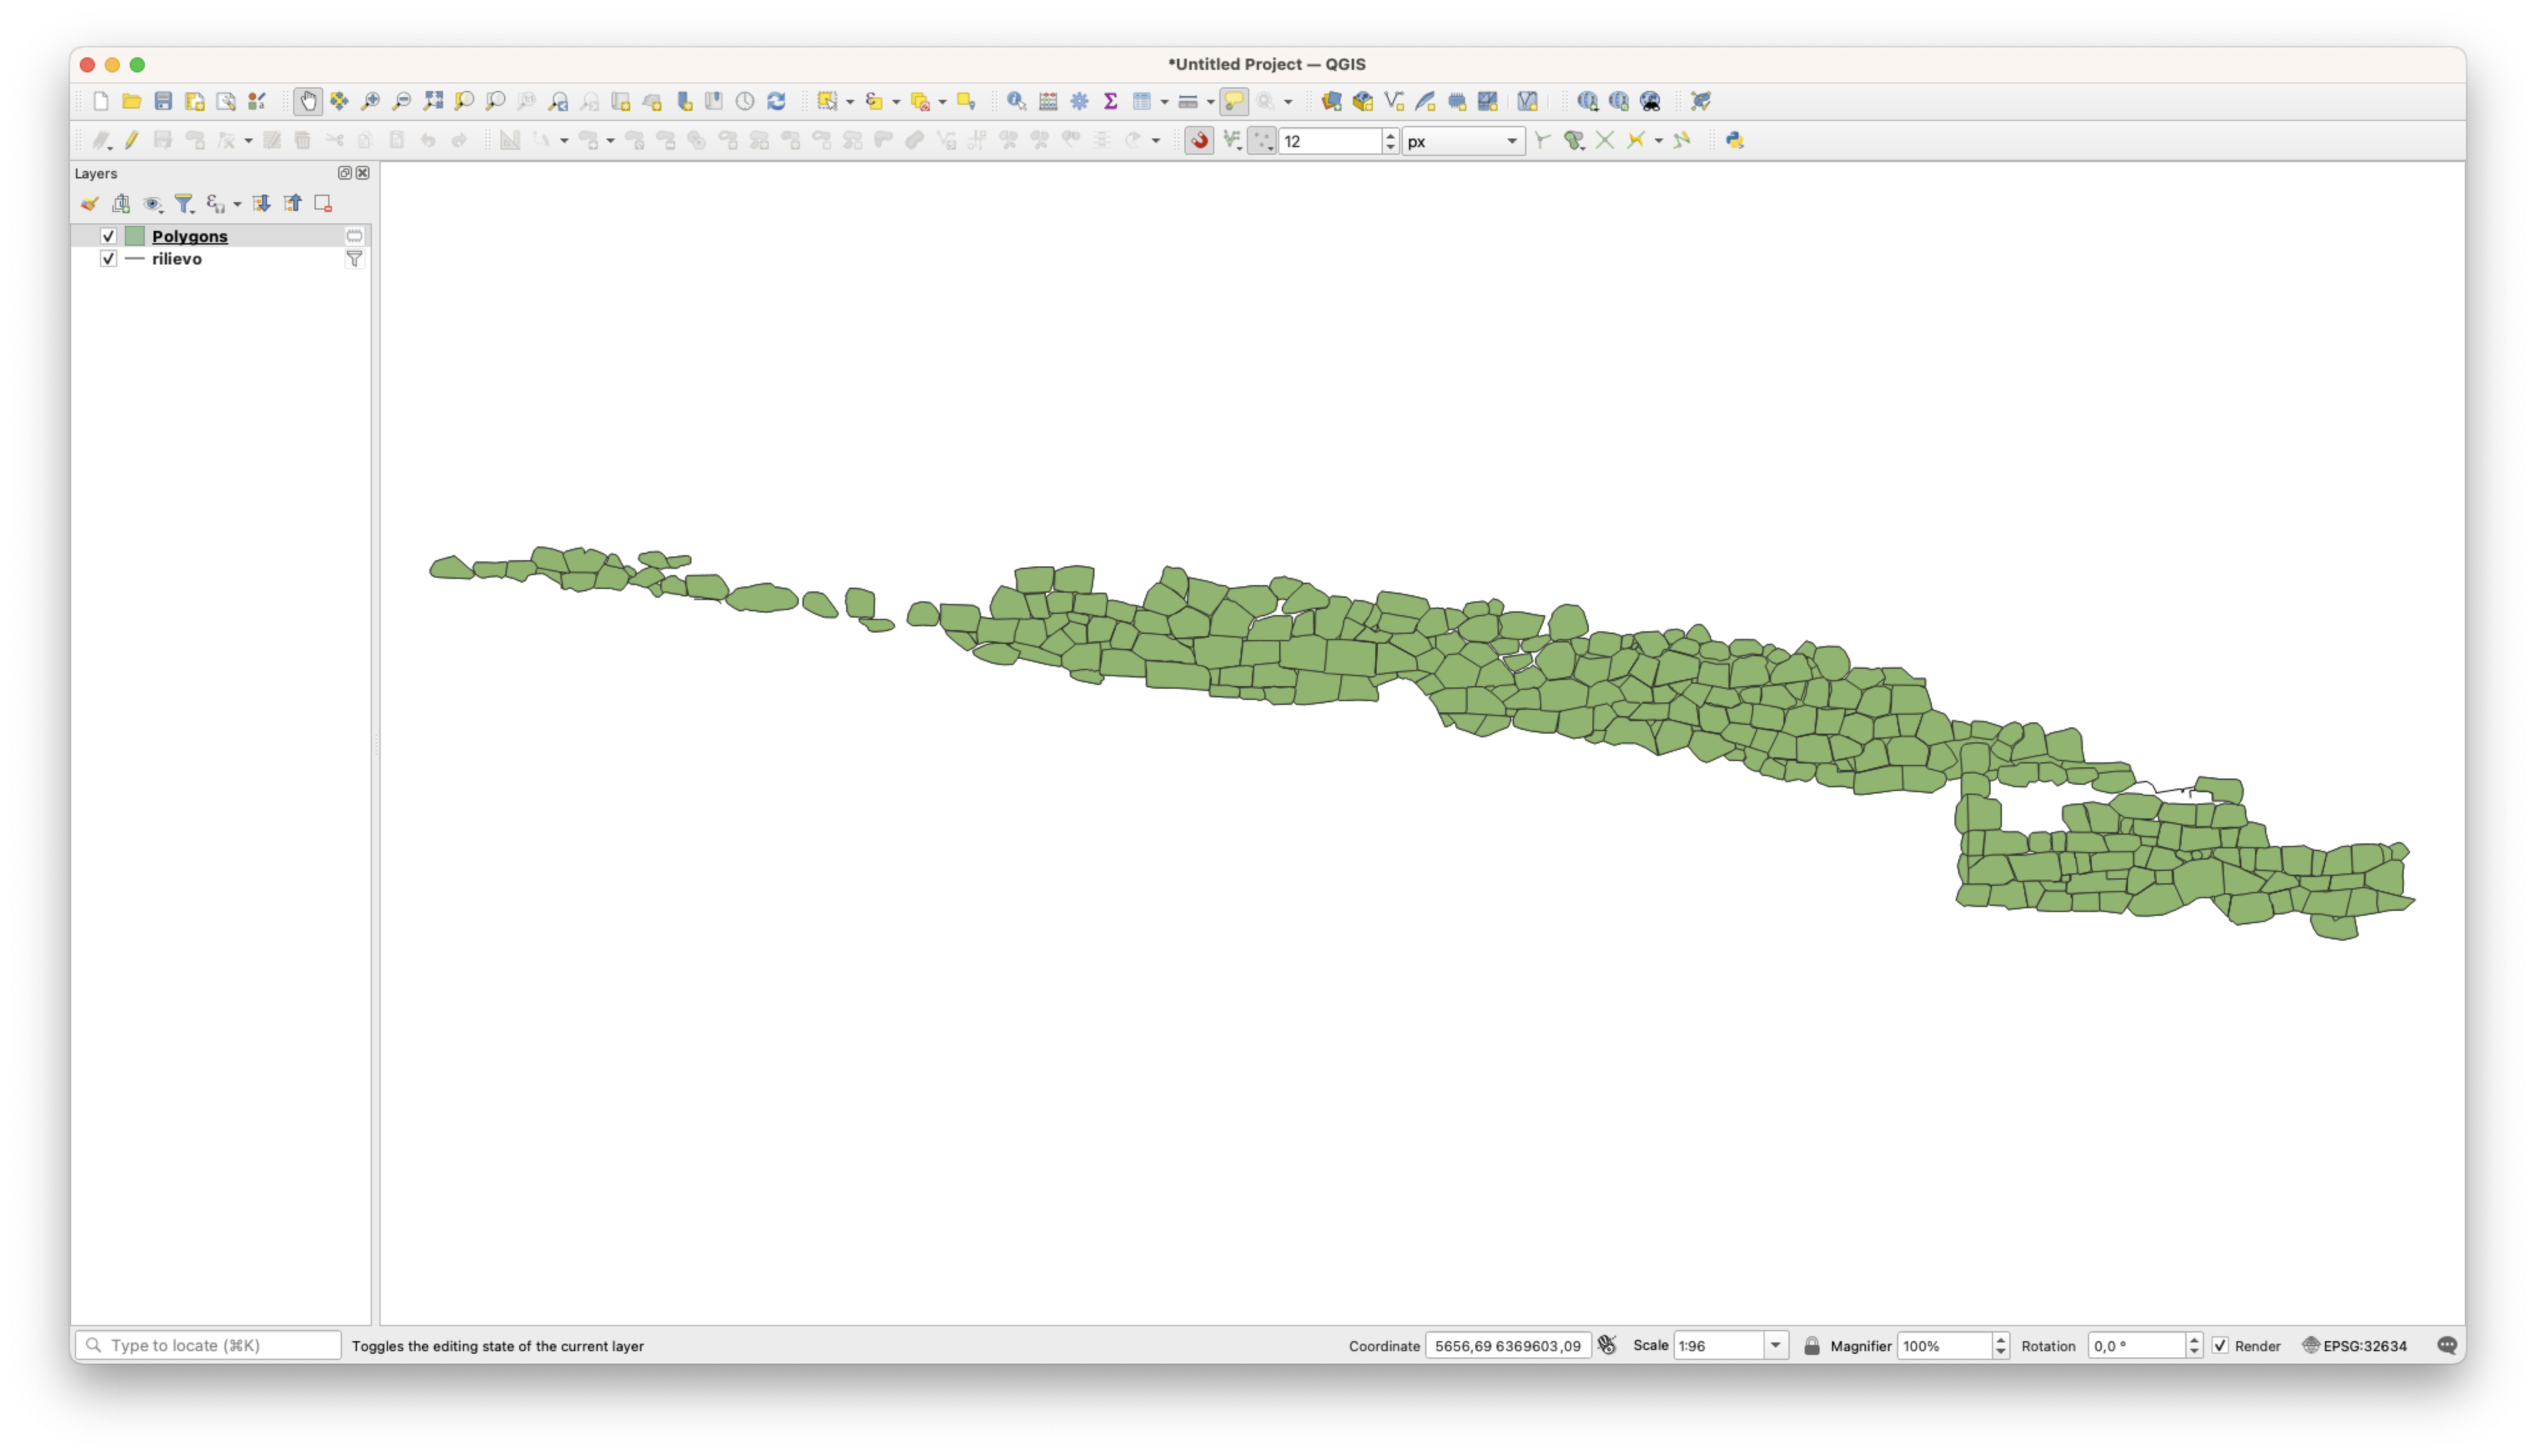 *Untitled Project — QGIS
12
px
Layers
Polygons
rilievo
Type to locate (⌘K)
Toggles the editing state of the current layer
Coordinate
5656,69 6369603,09
Scale
1:96
Magnifier
100%
Rotation
0,0 °
Render
EPSG:32634